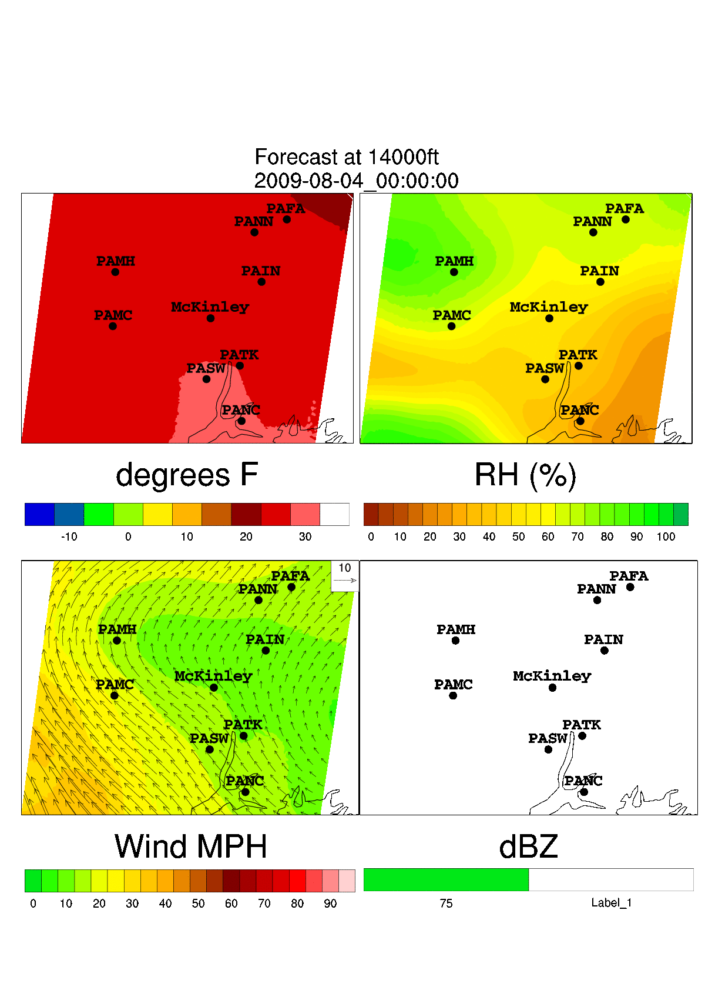 Forecast at 14000ft
2009-08-04_00:00:00
PAFA
PANN
PAMH
PAIN
McKinley
PAMC
PATK
PASW
PANC
PAFA
PANN
PAMH
PAIN
McKinley
PAMC
PATK
PASW
PANC
degrees F
-10 0 10 20 30
RH (%)
0 10 20 30 40 50 60 70 80 90 100
10
PAFA
PANN
PAMH
PAIN
McKinley
PAMC
PATK
PASW
PANC
PAFA
PANN
PAMH
PAIN
McKinley
PAMC
PATK
PASW
PANC
Wind MPH
0 10 20 30 40 50 60 70 80 90
dBZ
75 Label_1